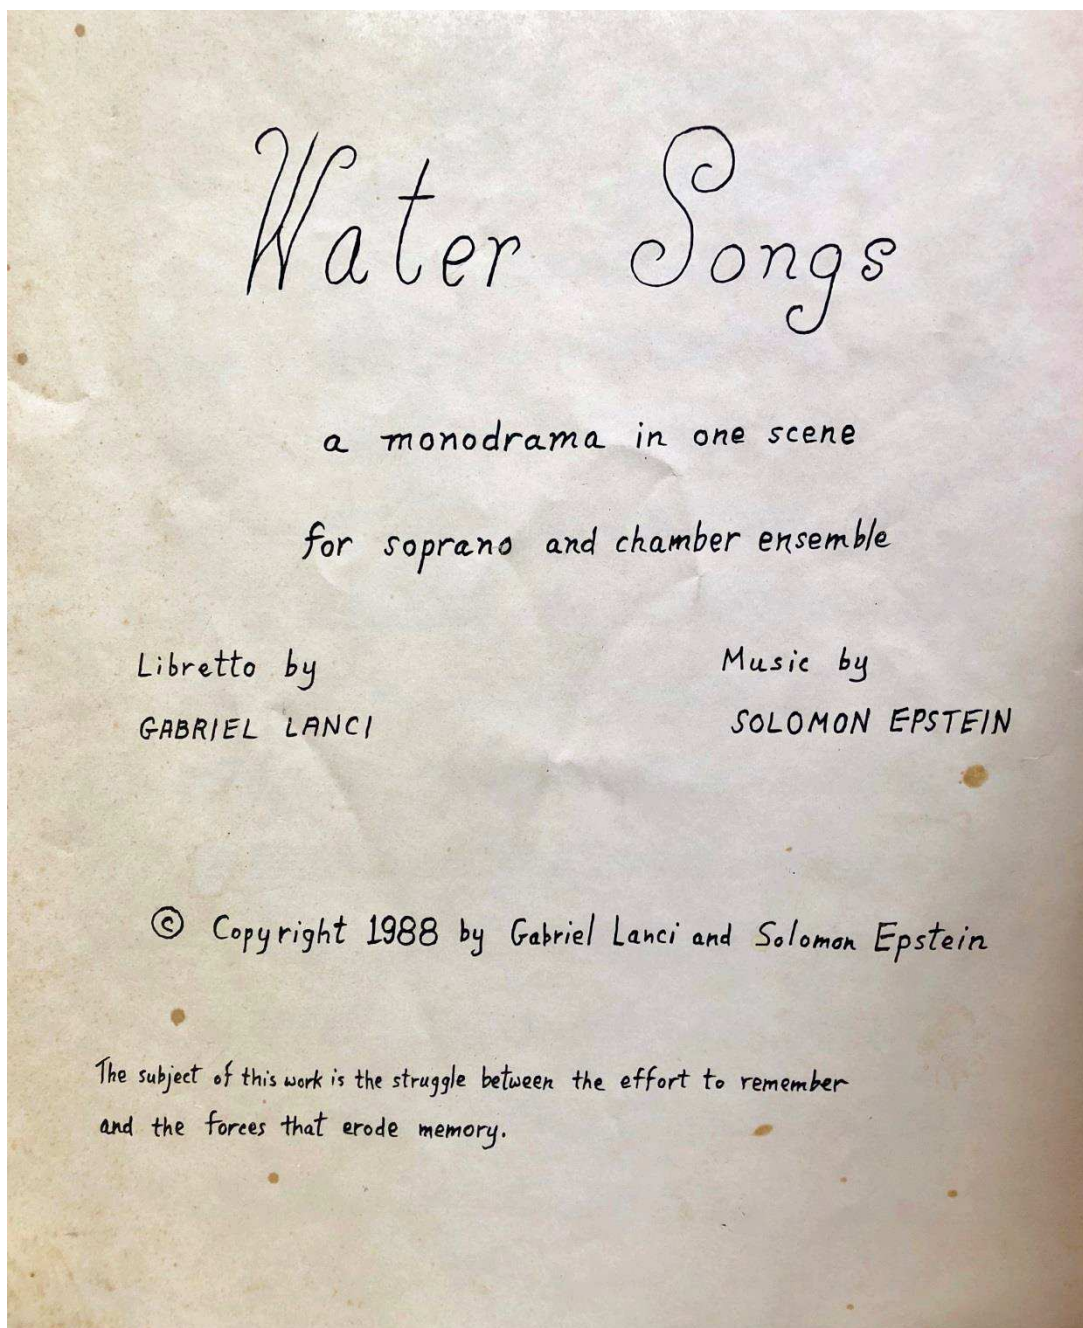 Water Songs
a monodrama in one scene
for soprano and chamber ensemble
Libretto by
GABRIEL LANCI
Music by
SOLOMON EPSTEIN
© Copyright 1988 by Gabriel Lanci and Solomon Epstein
The subject of this work is the struggle between the effort to remember
and the forces that erode memory.